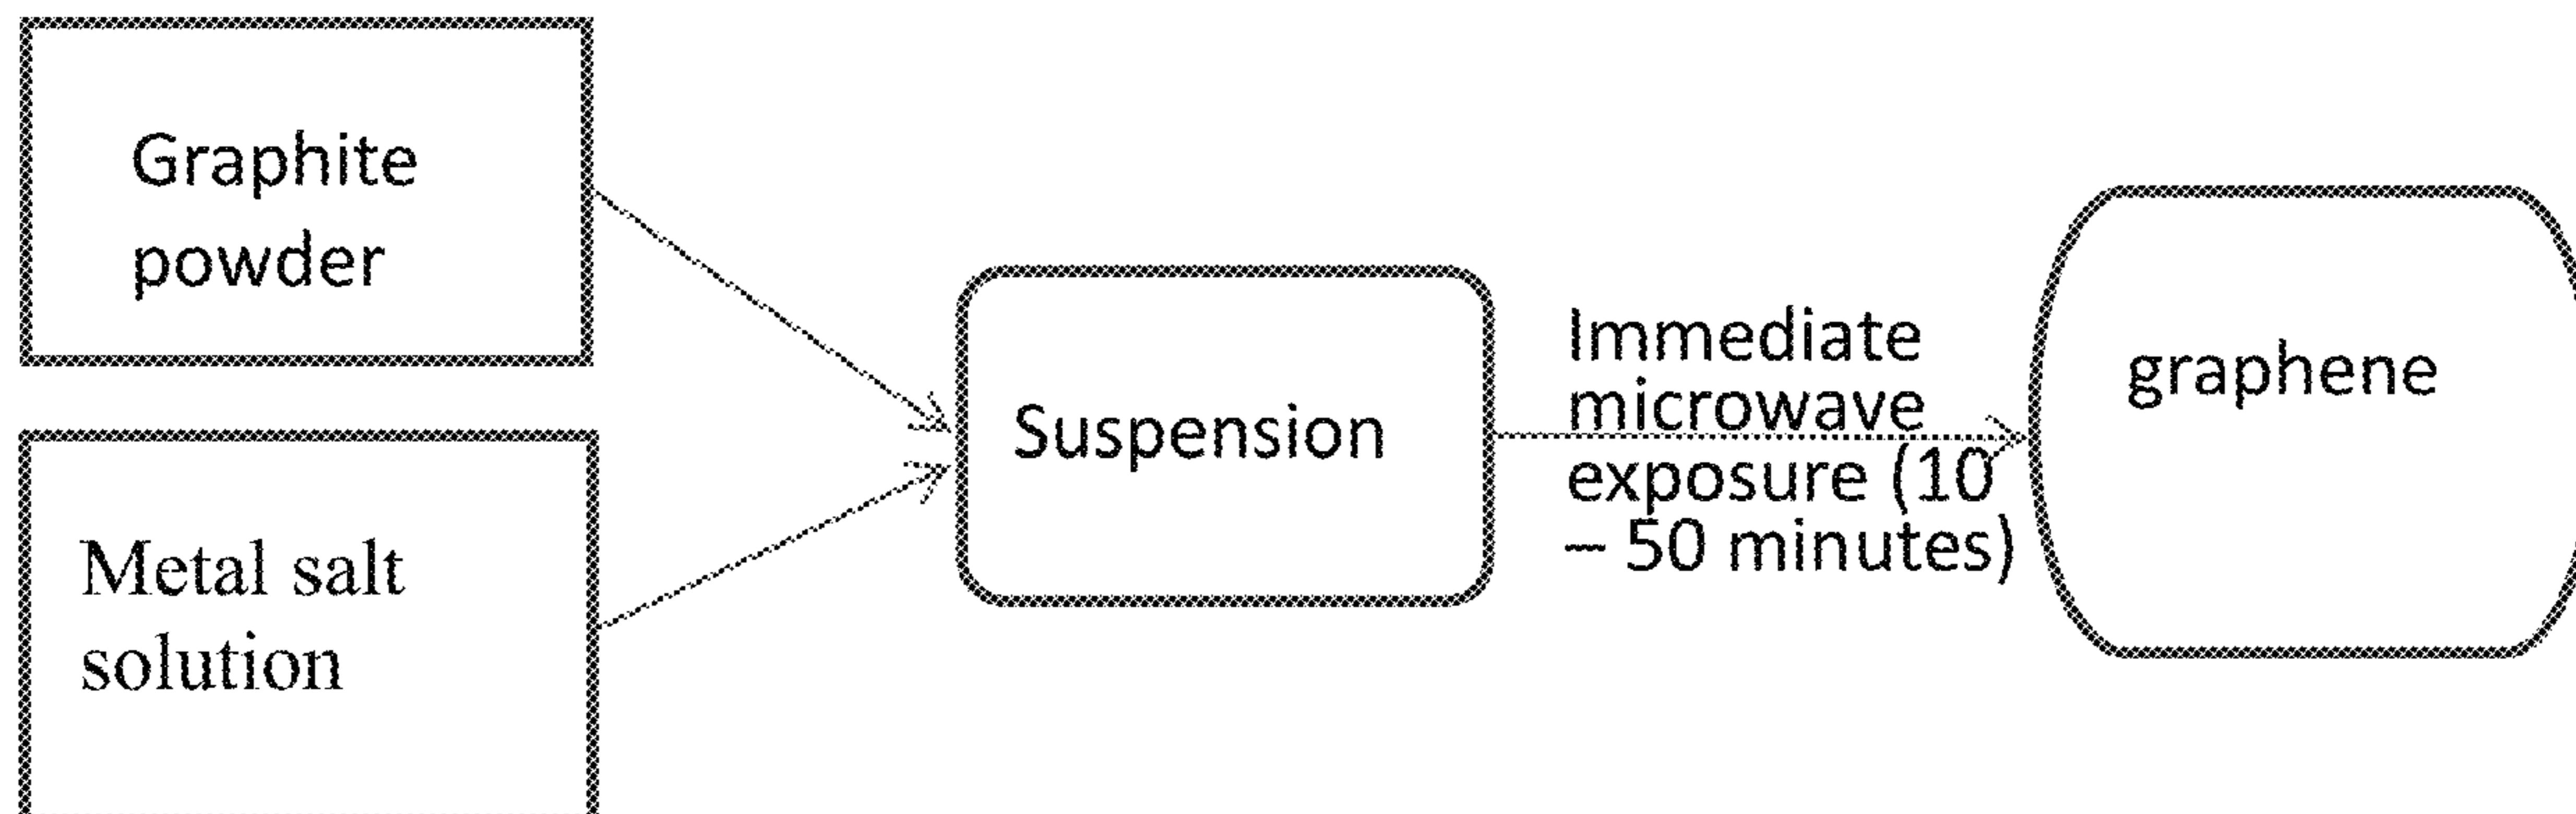 Graphite
powder
Metal salt
solution
Suspension
Immediate
microwave
exposure (10
– 50 minutes)
graphene